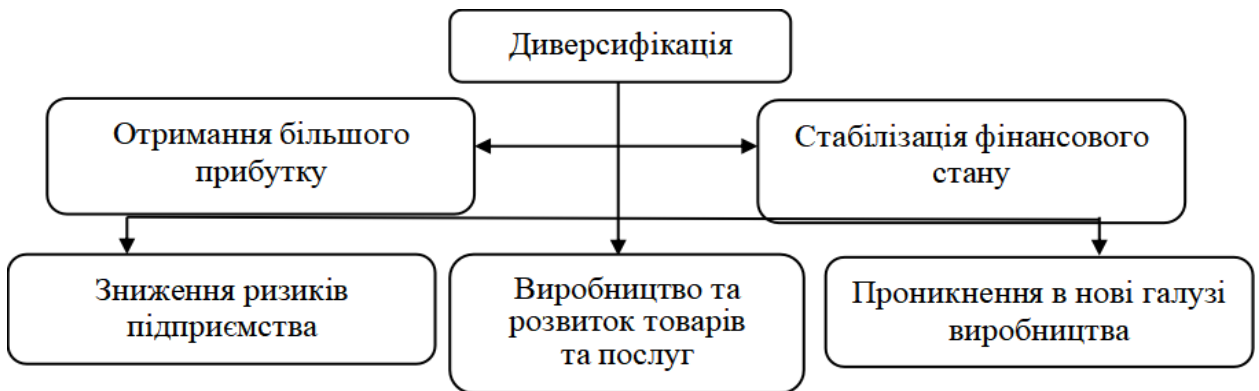 Диверсифікація
Отримання більшого
прибутку
Стабілізація фінансового
стану
Зниження ризиків
підприємства
Виробництво та
розвиток товарів
та послуг
Проникнення в нові галузі
виробництва